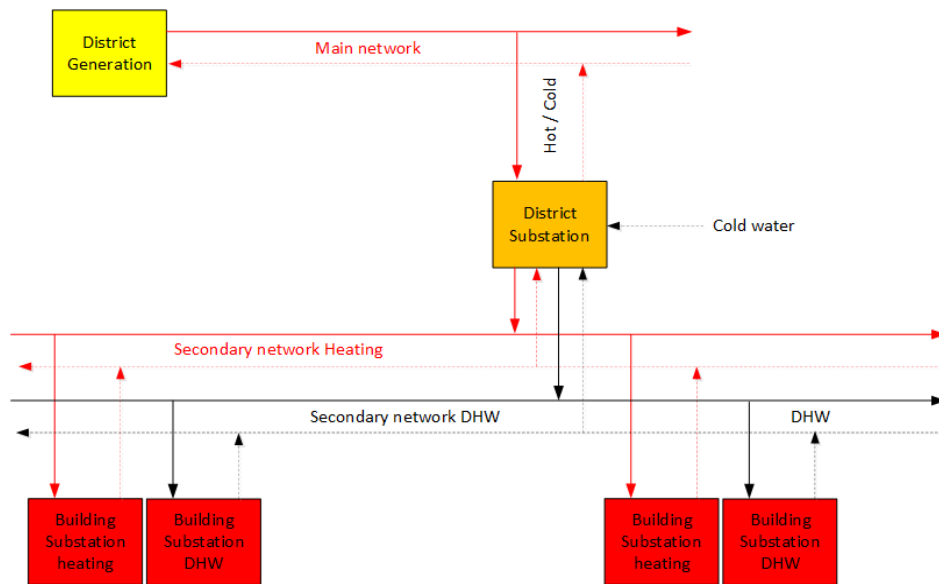 District
Generation
Main network
Hot / Cold
District
Substation
Cold water
Secondary network Heating
Secondary network DHW
DHW
Building
Substation
heating
Building
Substation
DHW
Building
Substation
heating
Building
Substation
DHW